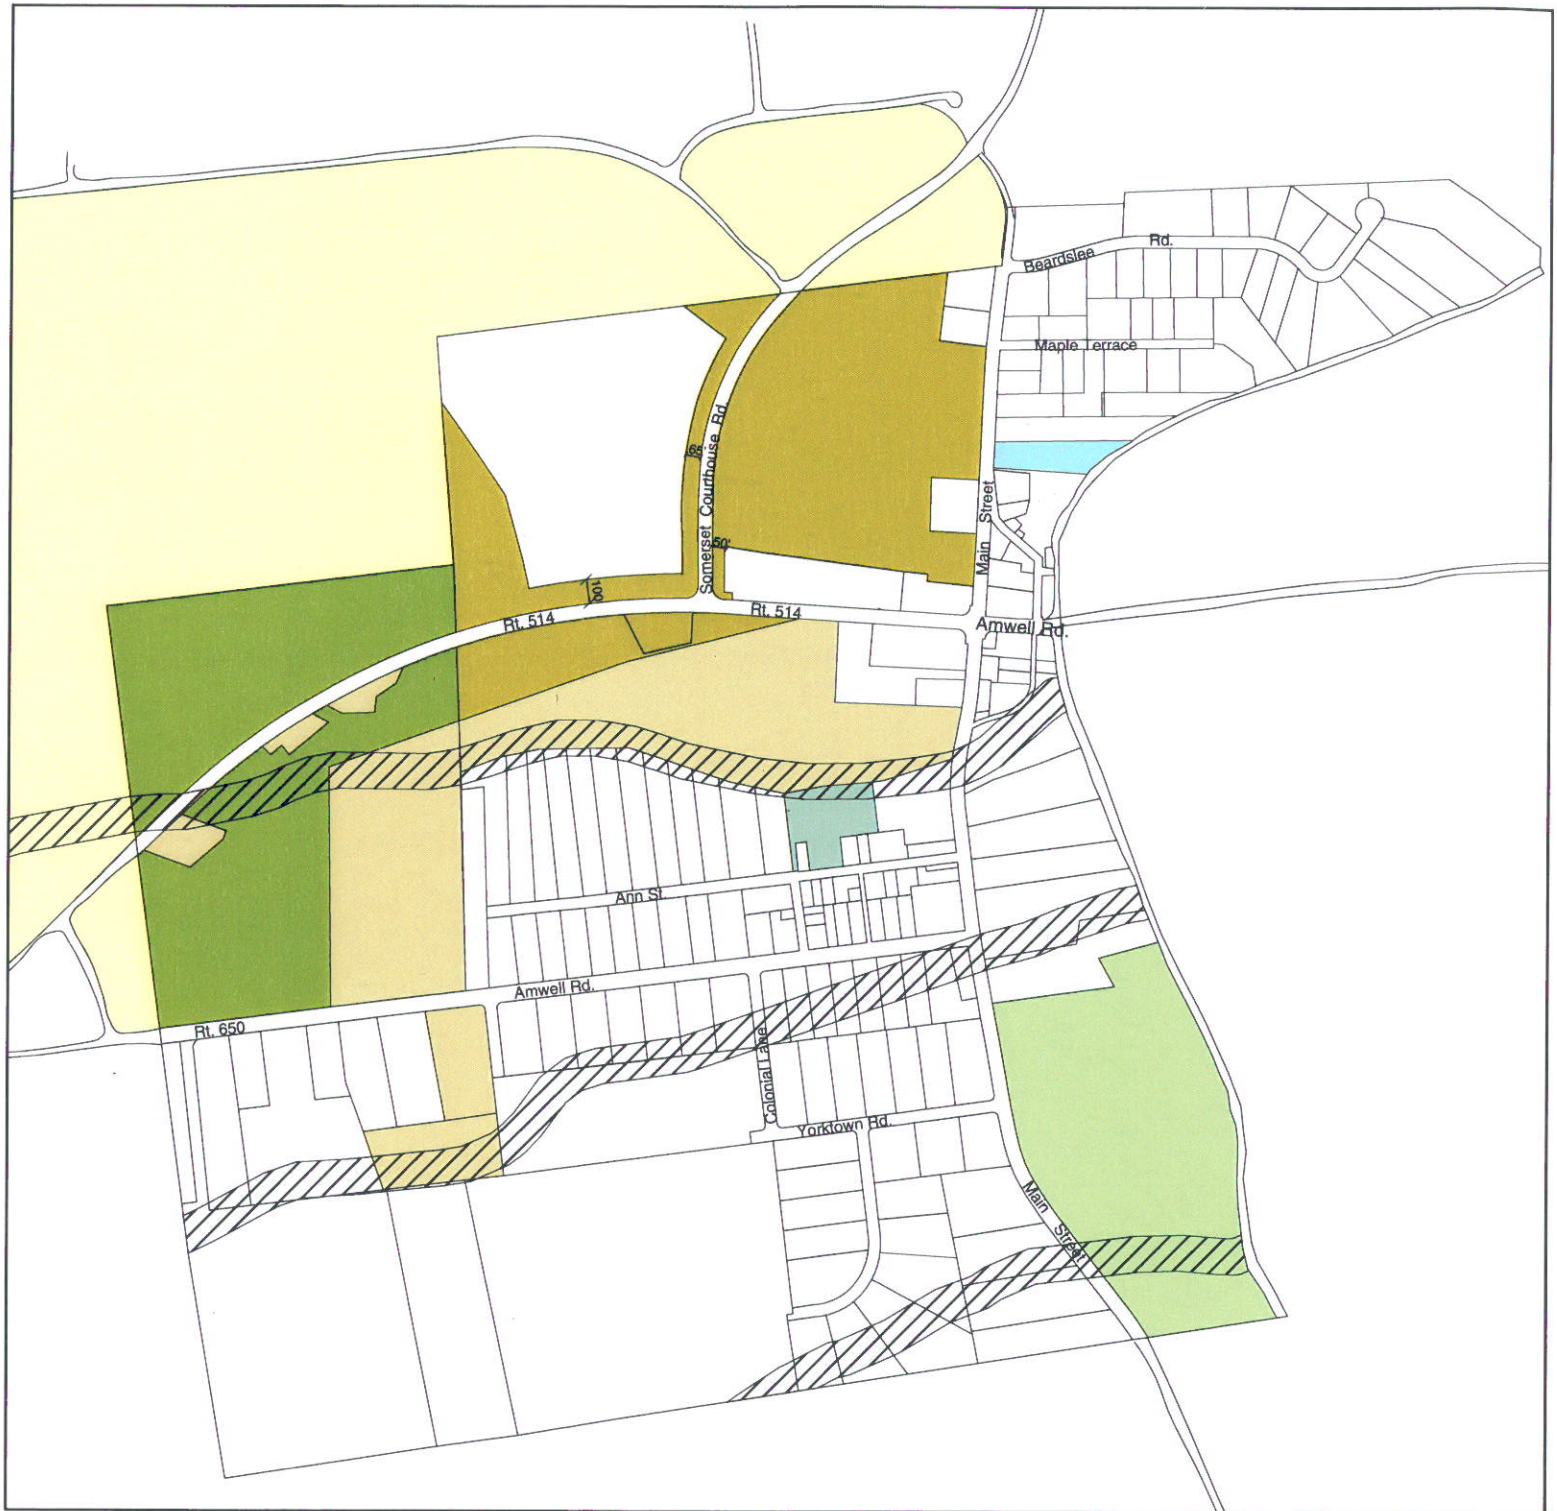 Beardslee Rd.
Maple Terrace
65'
Somerset Courthouse Rd.
Main Street
50'
100'
Rt. 514
Rt. 514
Amwell Rd.
Ann St.
Amwell Rd.
Rt. 650
Colonial Lane
Yorktown Rd.
Main Street